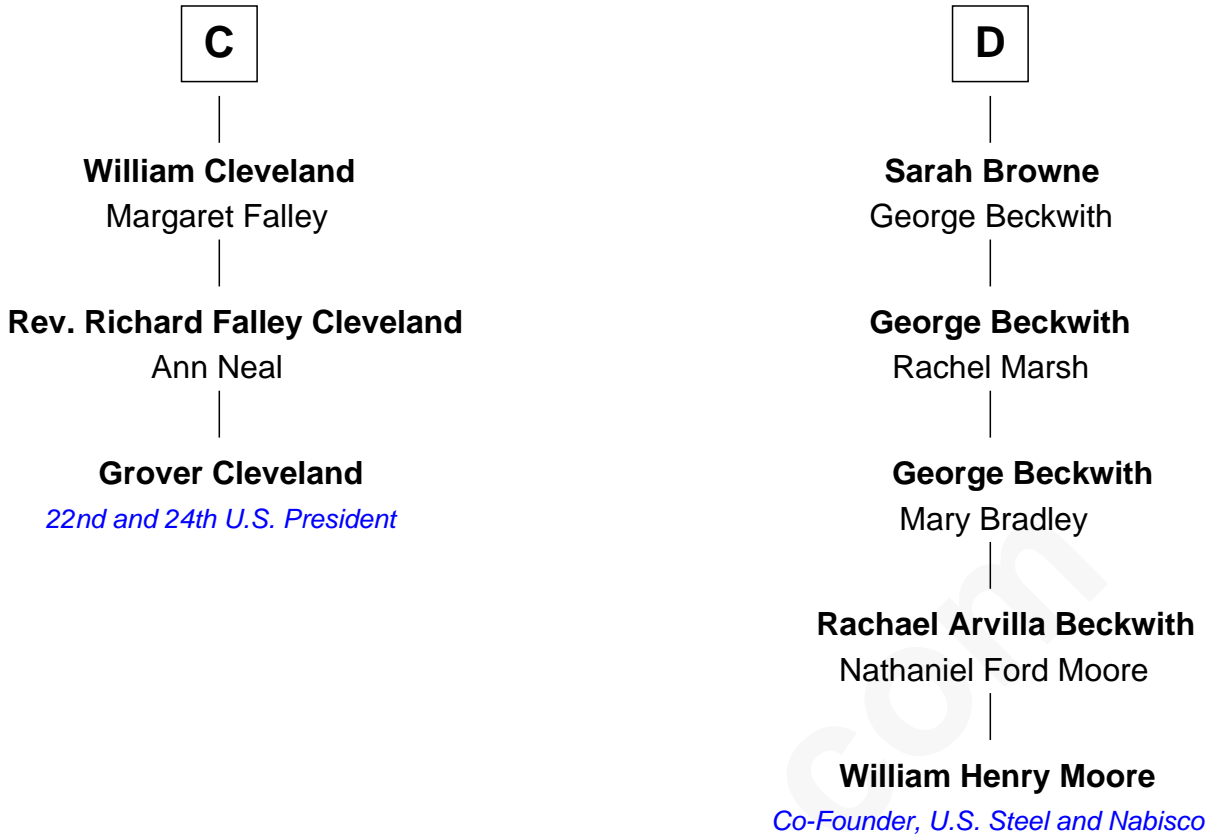 C
William Cleveland
Margaret Falley
Rev. Richard Falley Cleveland
Ann Neal
Grover Cleveland
22nd and 24th U.S. President
D
Sarah Browne
George Beckwith
George Beckwith
Rachel Marsh
George Beckwith
Mary Bradley
Rachael Arvilla Beckwith
Nathaniel Ford Moore
William Henry Moore
Co-Founder, U.S. Steel and Nabisco
com